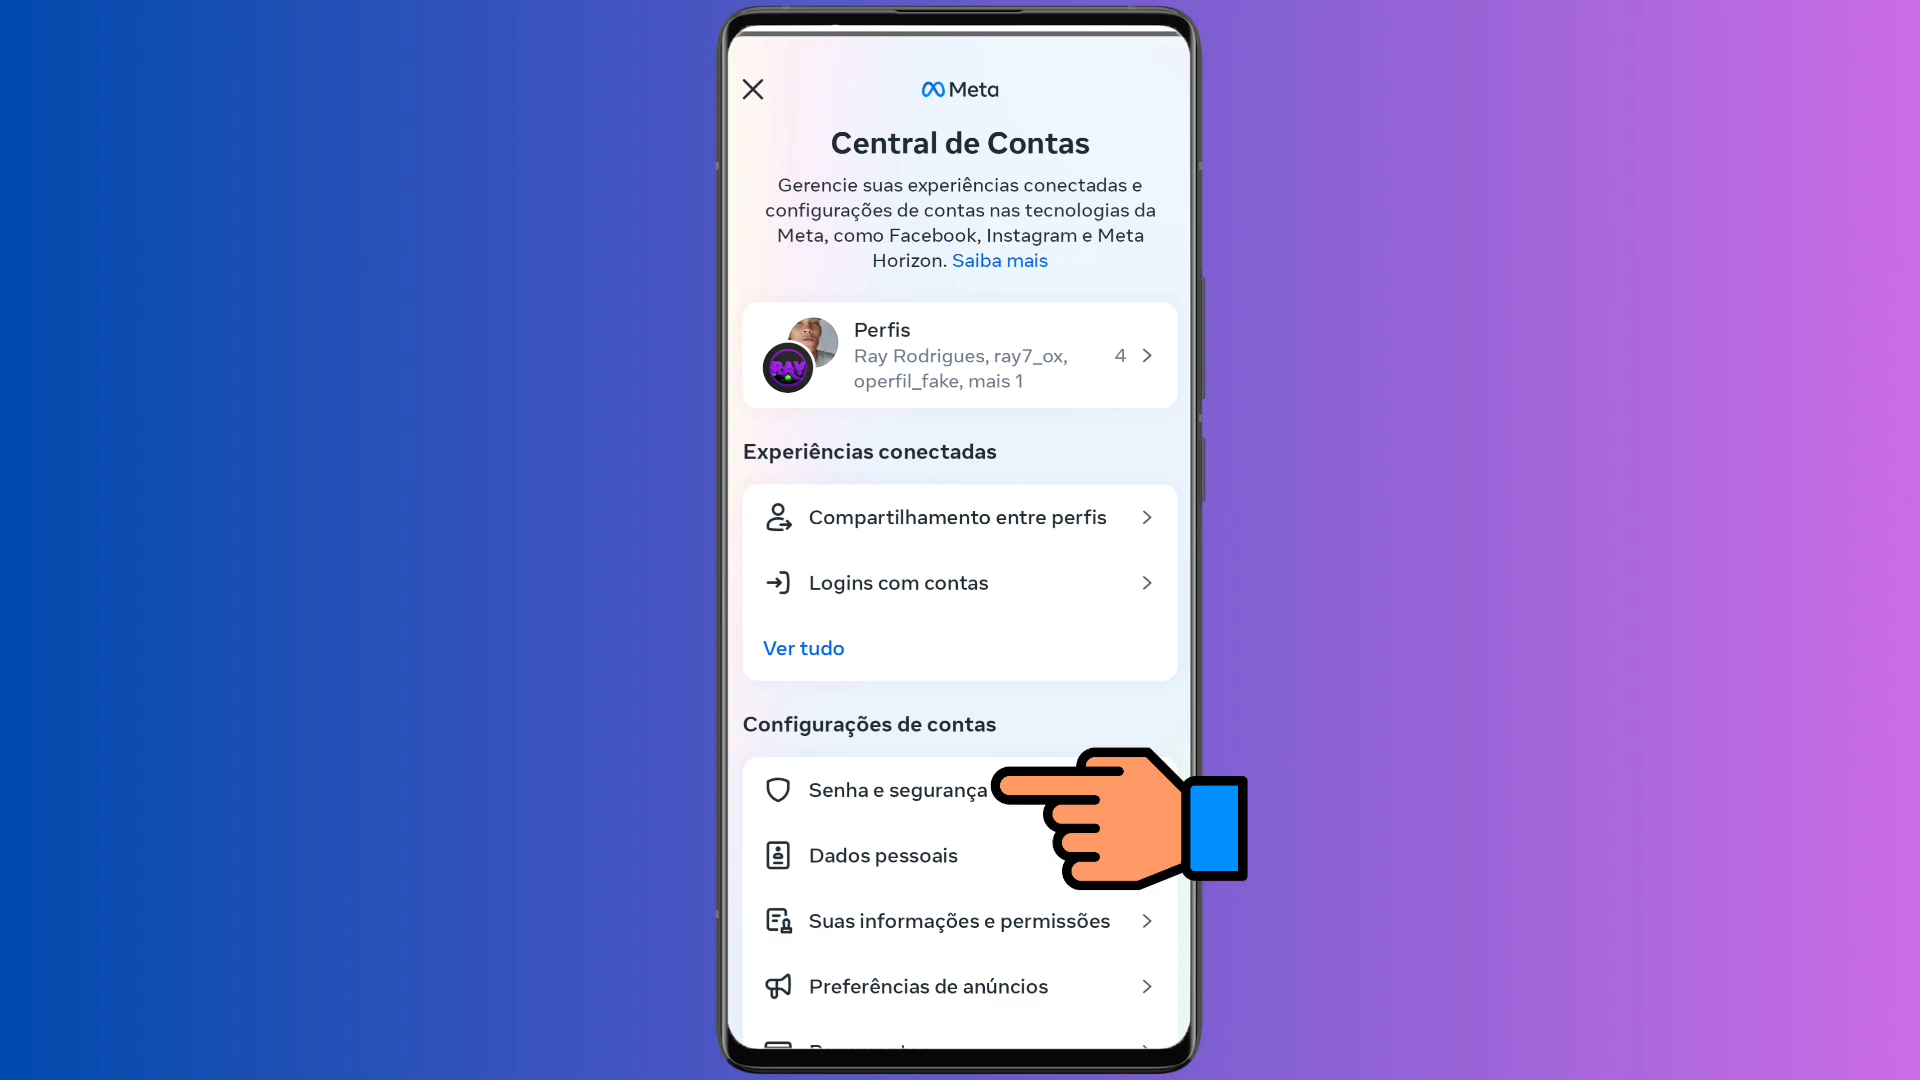 Meta
Central de Contas
Gerencie suas experiências conectadas e
configurações de contas nas tecnologias da
Meta, como Facebook, Instagram e Meta
Horizon. Saiba mais
Perfis
Ray Rodrigues, ray7_ox,
operfil_fake, mais 1
4
RAY
Experiências conectadas
Compartilhamento entre perfis
Logins com contas
Ver tudo
Configurações de contas
Senha e segurança
Dados pessoais
Suas informações e permissões
Preferências de anúncios